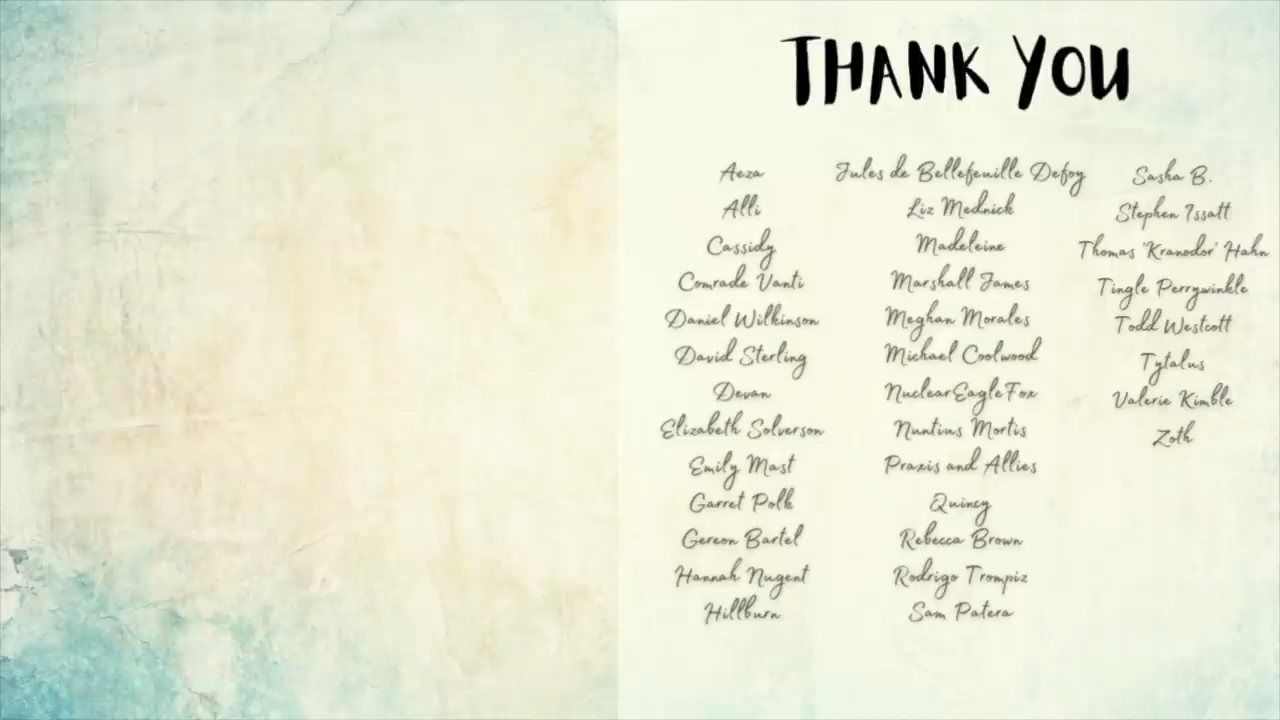 THANK YOU
Aeza
Alli
Cassidy
Comrade Vanti
Daniel Wilkinson
David Sterling
Devan
Elizabeth Solverson
Emily Mast
Garret Polk
Gereon Bartel
Hannah Nugent
Hillburn
Jules de Bellefeuille Defoy
Liz Mednick
Madeleine
Marshall James
Meghan Morales
Michael Coolwood
NuclearEagleFox
Nuntius Mortis
Praxis and Allies
Quincy
Rebecca Brown
Rodrigo Trompiz
Sam Patera
Sasha B.
Stephen Issatt
Thomas 'Kranodor' Hahn
Tingle Perrywinkle
Todd Westcott
Tytalus
Valerie Kimble
Zoth